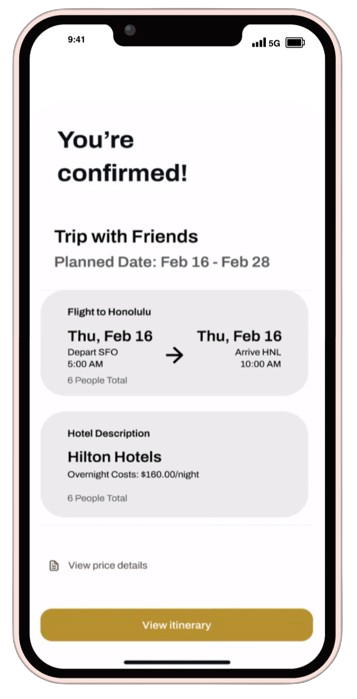 9:41
5G
You're
confirmed!
Trip with Friends
Planned Date: Feb 16 - Feb 28
Flight to Honolulu
Thu, Feb 16
Depart SFO
5:00 AM
6 People Total
Thu, Feb 16
Arrive HNL
10:00 AM
Hotel Description
Hilton Hotels
Overnight Costs: $160.00/night
6 People Total
View price details
View itinerary